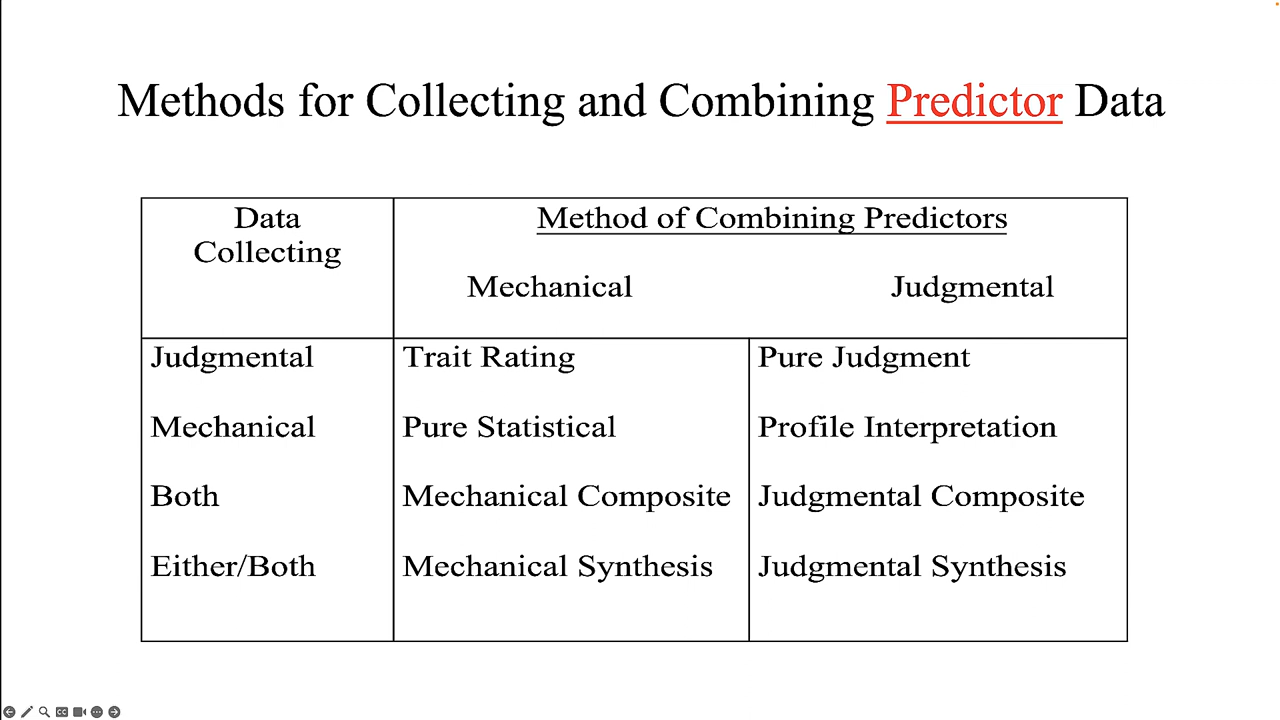 Methods for Collecting and Combining Predictor Data
Data
Collecting
Method of Combining Predictors
Mechanical Judgmental
Judgmental Trait Rating Pure Judgment
Mechanical Pure Statistical Profile Interpretation
Both Mechanical Composite Judgmental Composite
Either/Both Mechanical Synthesis Judgmental Synthesis